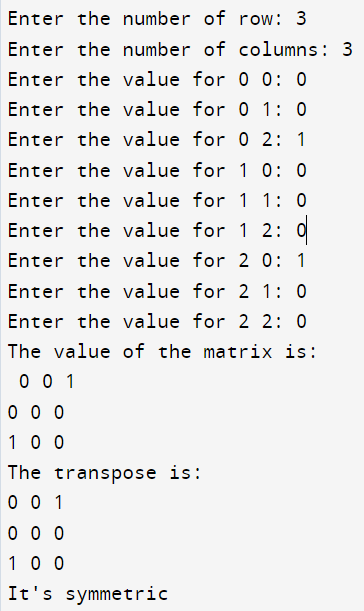 Enter the number of row: 3
Enter the number of columns: 3
Enter the value for 0 0: 0
Enter the value for 0 1: 0
Enter the value for 0 2: 1
Enter the value for 1 0: 0
Enter the value for 1 1: 0
Enter the value for 1 2: 0
Enter the value for 2 0: 1
Enter the value for 2 1: 0
Enter the value for 2 2: 0
The value of the matrix is:
 0 0 1
0 0 0
1 0 0
The transpose is:
0 0 1
0 0 0
1 0 0
It's symmetric